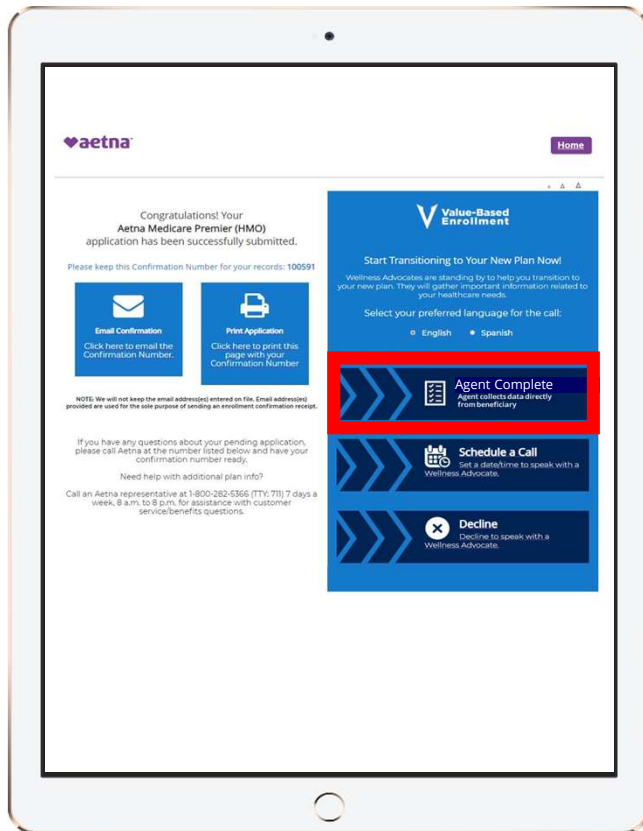 aetna
Home
A A A
Congratulations! Your
Aetna Medicare Premier (HMO)
application has been successfully submitted.
Please keep this Confirmation Number for your records: 100591
Email Confirmation
Click here to email the
Confirmation Number.
Print Application
Click here to print this
page with your
Confirmation Number
NOTE: We will not keep the email address(es) entered on file. Email address(es)
provided are used for the sole purpose of sending an enrollment confirmation receipt.
If you have any questions about your pending application,
please call Aetna at the number listed below and have your
confirmation number ready.
Need help with additional plan info?
Call an Aetna representative at 1-800-282-5366 (TTY: 711) 7 days a
week, 8 a.m. to 8 p.m. for assistance with customer
service/benefits questions.
Value-Based
Enrollment
Start Transitioning to Your New Plan Now!
Wellness Advocates are standing by to help you transition to
your new plan. They will gather important information related to
your healthcare needs.
Select your preferred language for the call:
English Spanish
Agent Complete
Agent collects data directly
from beneficiary
Schedule a Call
Set a date/time to speak with a
Wellness Advocate.
Decline
Decline to speak with a
Wellness Advocate.